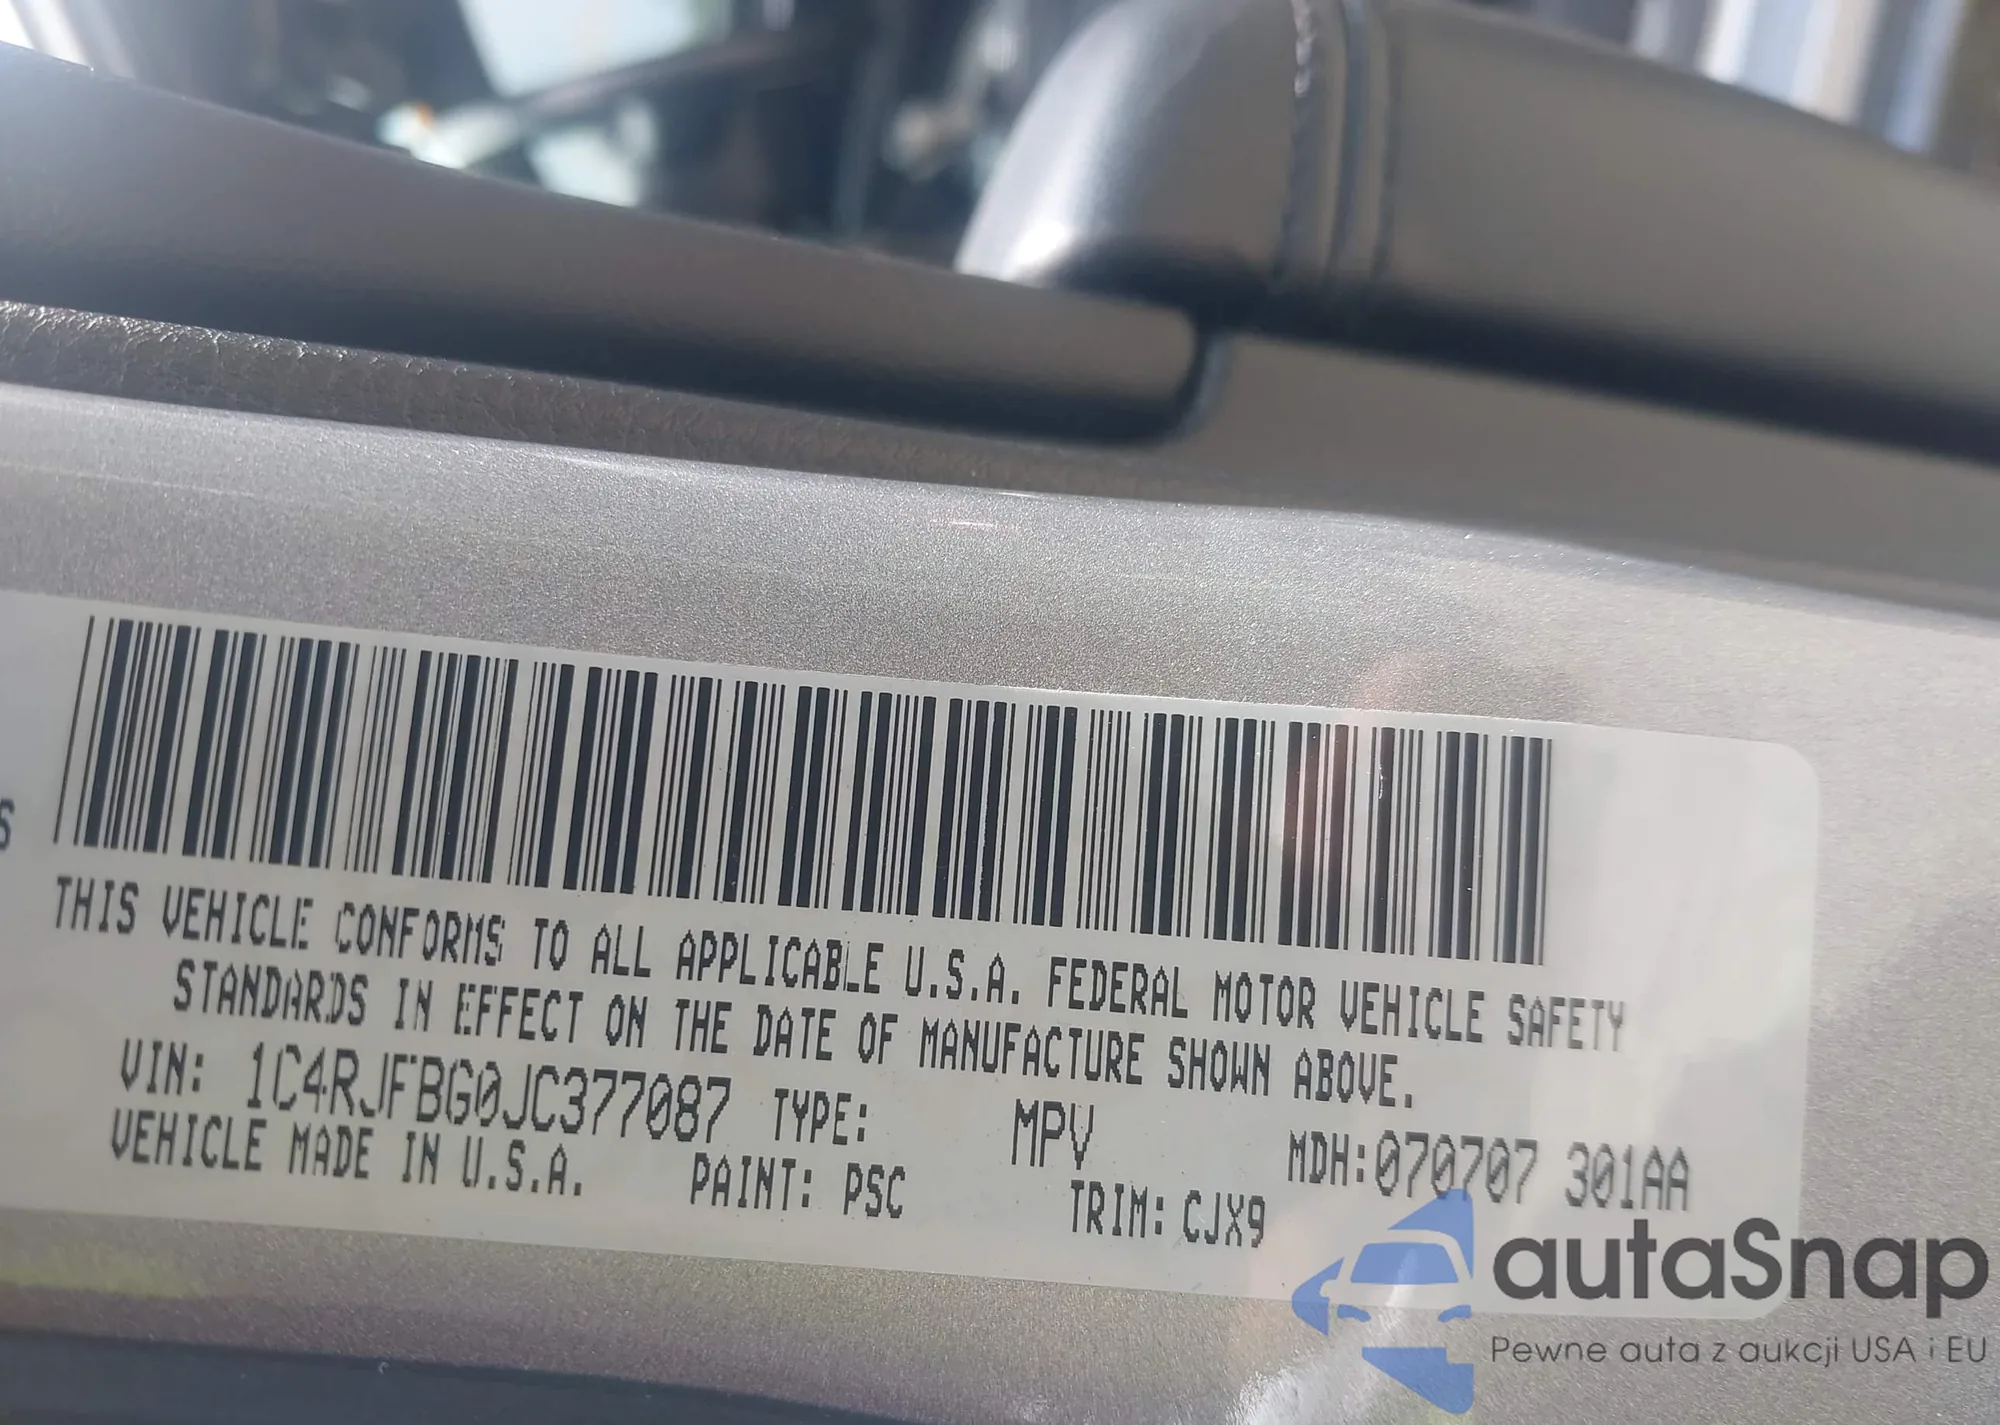 S
THIS VEHICLE CONFORMS TO ALL APPLICABLE U.S.A. FEDERAL MOTOR VEHICLE SAFETY
STANDARDS IN EFFECT ON THE DATE OF MANUFACTURE SHOWN ABOVE.
VIN: 1C4RJFBG0JC377087 TYPE: MPV MDH:070707 301AA
VEHICLE MADE IN U.S.A. PAINT: PSC TRIM: CJX9
autaSnap
Pewne auta z aukcji USA i EU